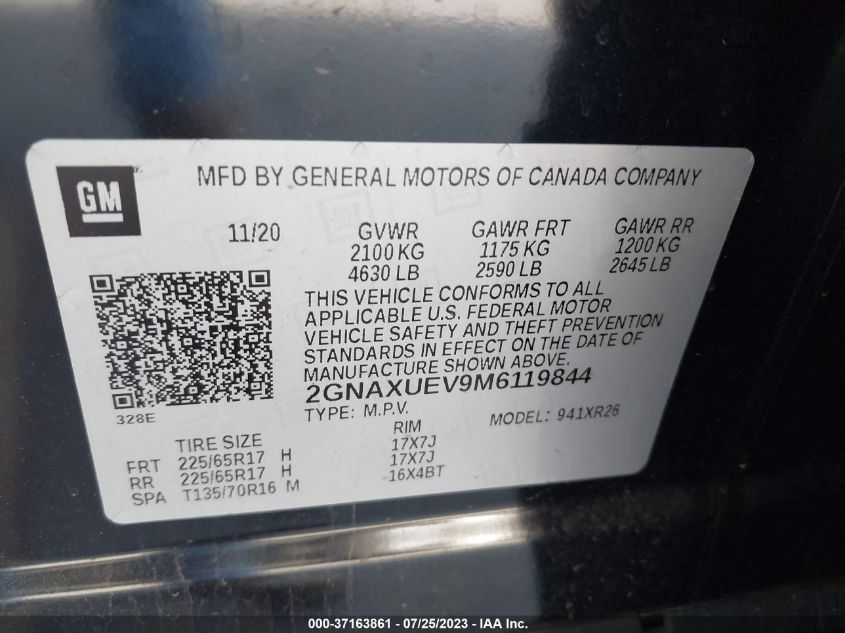 GM
MFD BY GENERAL MOTORS OF CANADA COMPANY
11/20 GVWR GAWR FRT GAWR RR
2100 KG 1175 KG 1200 KG
4630 LB 2590 LB 2645 LB
THIS VEHICLE CONFORMS TO ALL
APPLICABLE U.S. FEDERAL MOTOR
VEHICLE SAFETY AND THEFT PREVENTION
STANDARDS IN EFFECT ON THE DATE OF
MANUFACTURE SHOWN ABOVE.
2GNAXUEV9M6119844
328E
TYPE: M.P.V. MODEL: 941XR26
TIRE SIZE RIM
FRT 225/65R17 H 17X7J
RR 225/65R17 H 17X7J
SPA T135/70R16 M 16X4BT
000-37163861 / 07/25/2023 - IAA Inc.